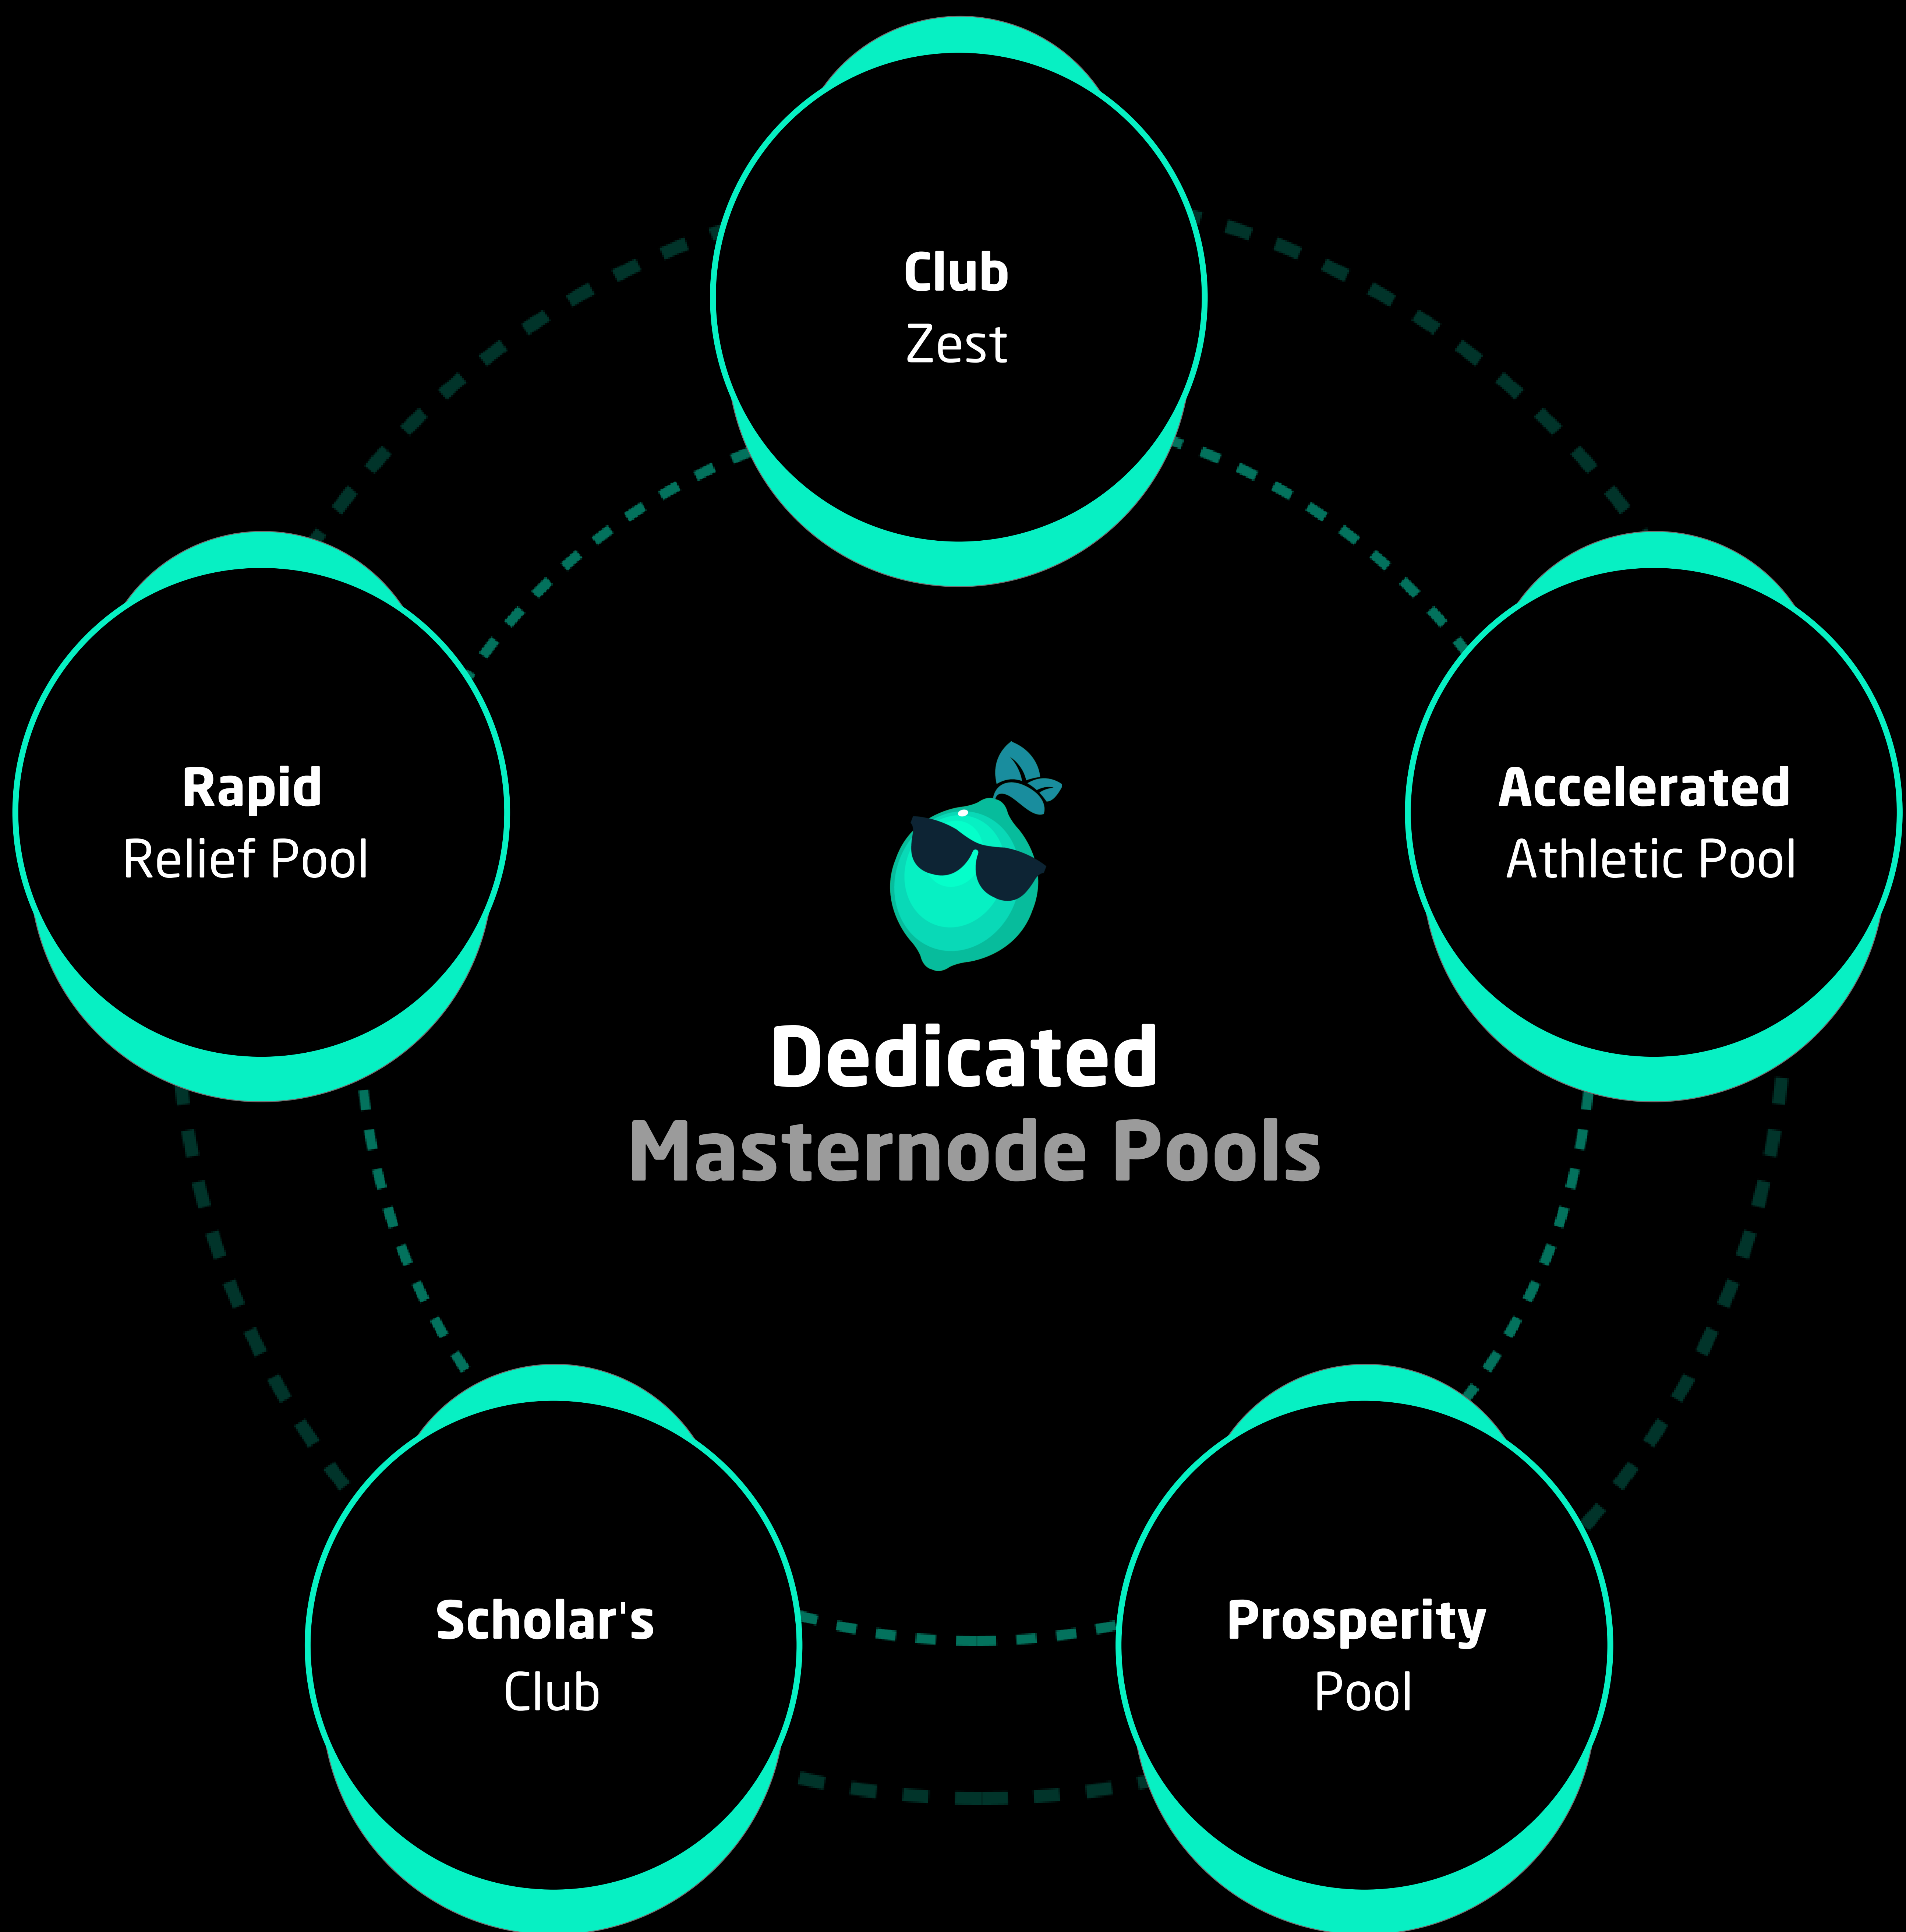 Club
Zest
Rapid
Relief Pool
Accelerated
Athletic Pool
Dedicated
Masternode Pools
Scholar's
Club
Prosperity
Pool